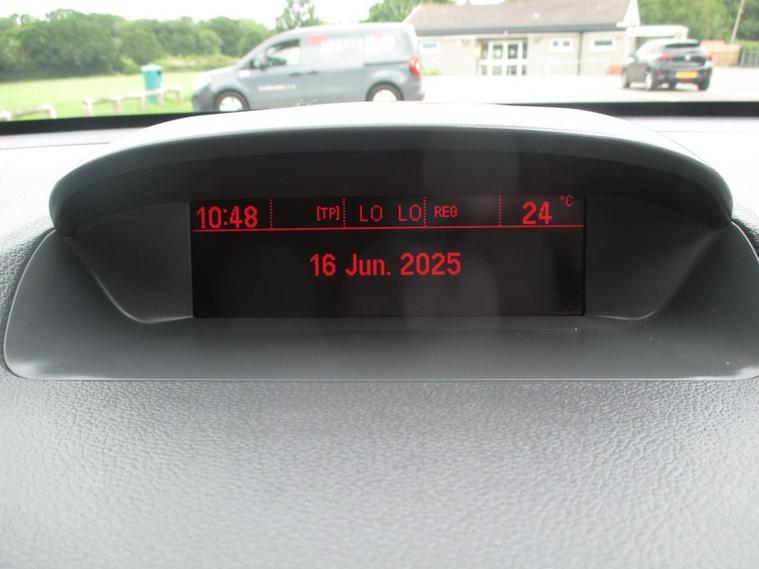 10:48 [TP] LO LO REG 24 °C
16 Jun. 2025